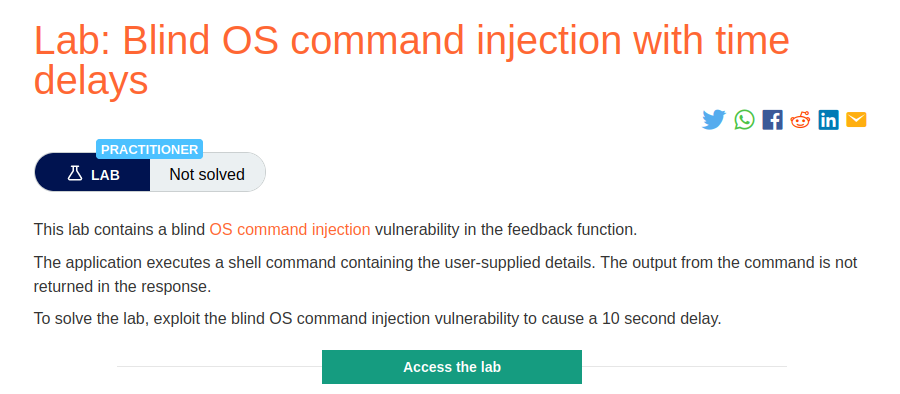 Lab: Blind OS command injection with time
delays
PRACTITIONER
LAB
Not solved
This lab contains a blind OS command injection vulnerability in the feedback function.
The application executes a shell command containing the user-supplied details. The output from the command is not
returned in the response.
To solve the lab, exploit the blind OS command injection vulnerability to cause a 10 second delay.
Access the lab